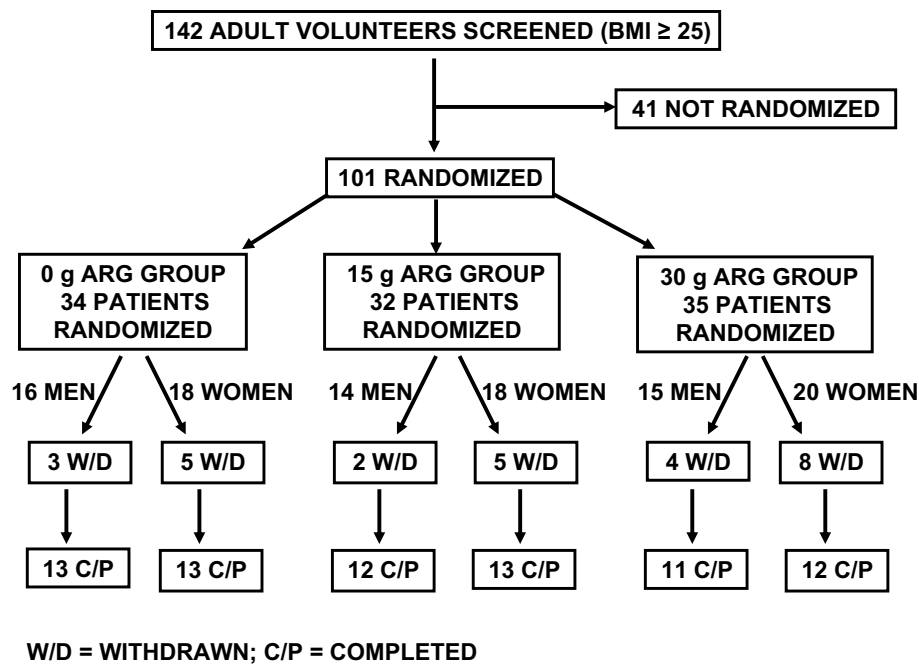 142 ADULT VOLUNTEERS SCREENED (BMI ≥ 25)
41 NOT RANDOMIZED
101 RANDOMIZED
0 g ARG GROUP
34 PATIENTS
RANDOMIZED
15 g ARG GROUP
32 PATIENTS
RANDOMIZED
30 g ARG GROUP
35 PATIENTS
RANDOMIZED
16 MEN
18 WOMEN
14 MEN
18 WOMEN
15 MEN
20 WOMEN
3 W/D
5 W/D
2 W/D
5 W/D
4 W/D
8 W/D
13 C/P
13 C/P
12 C/P
13 C/P
11 C/P
12 C/P
W/D = WITHDRAWN; C/P = COMPLETED